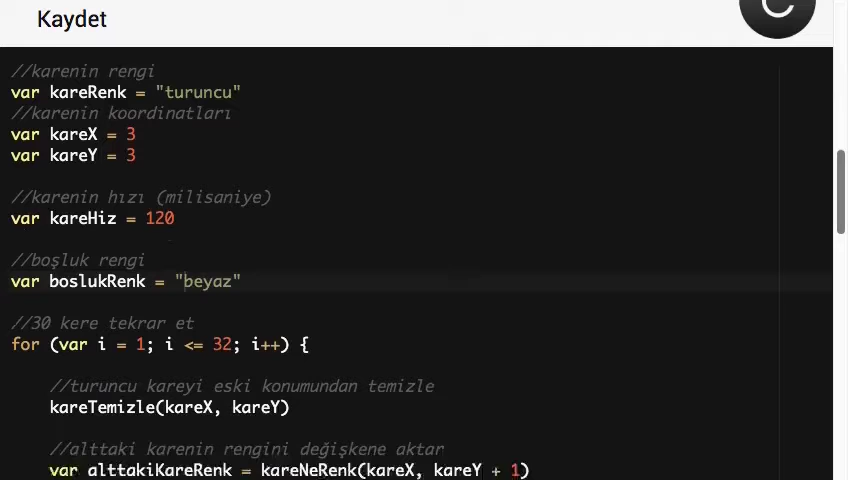 Kaydet
//karenin rengi
var kareRenk = "turuncu"
//karenin koordinatları
var kareX = 3
var kareY = 3
//karenin hızı (milisaniye)
var kareHiz = 120
//boşluk rengi
var boslukRenk = "beyaz"
//30 kere tekrar et
for (var i = 1; i <= 32; i++) {
//turuncu kareyi eski konumundan temizle
kareTemizle(kareX, kareY)
//alttaki karenin rengini değişkene aktar
var alttakiKareRenk = kareNeRenk(kareX, kareY + 1)